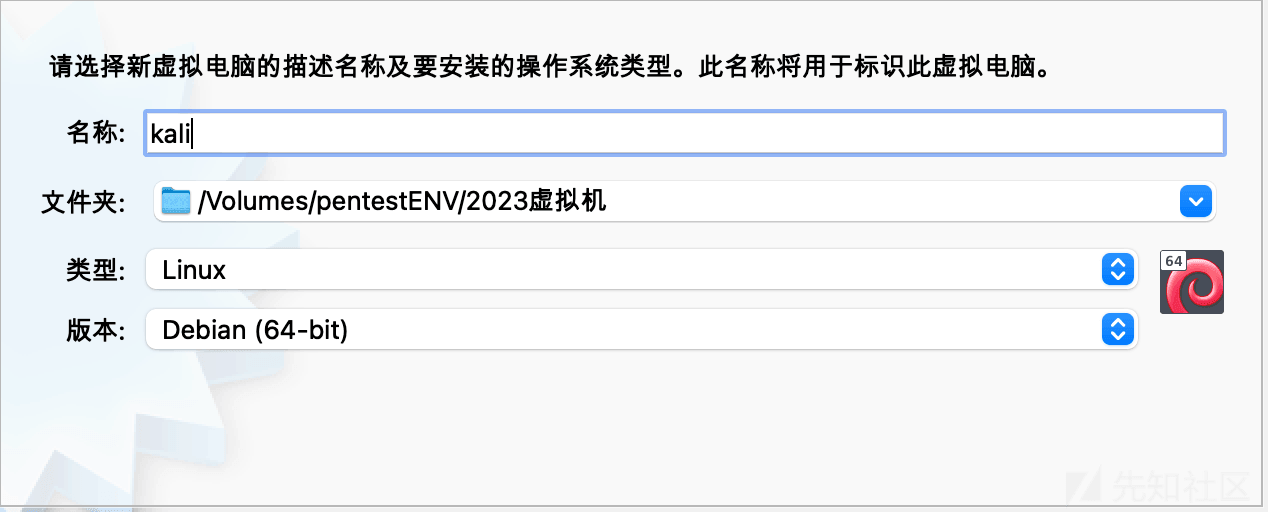 请选择新虚拟电脑的描述名称及要安装的操作系统类型。此名称将用于标识此虚拟电脑。
名称: kali
文件夹: /Volumes/pentestENV/2023虚拟机
类型: Linux
64
版本: Debian (64-bit)
先知社区